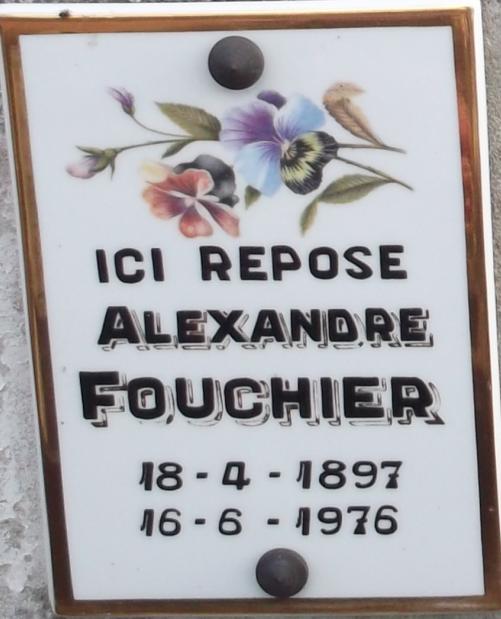 ICI REPOSE
ALEXANDRE
FOUCHIER
18-4-1897
16-6-1976